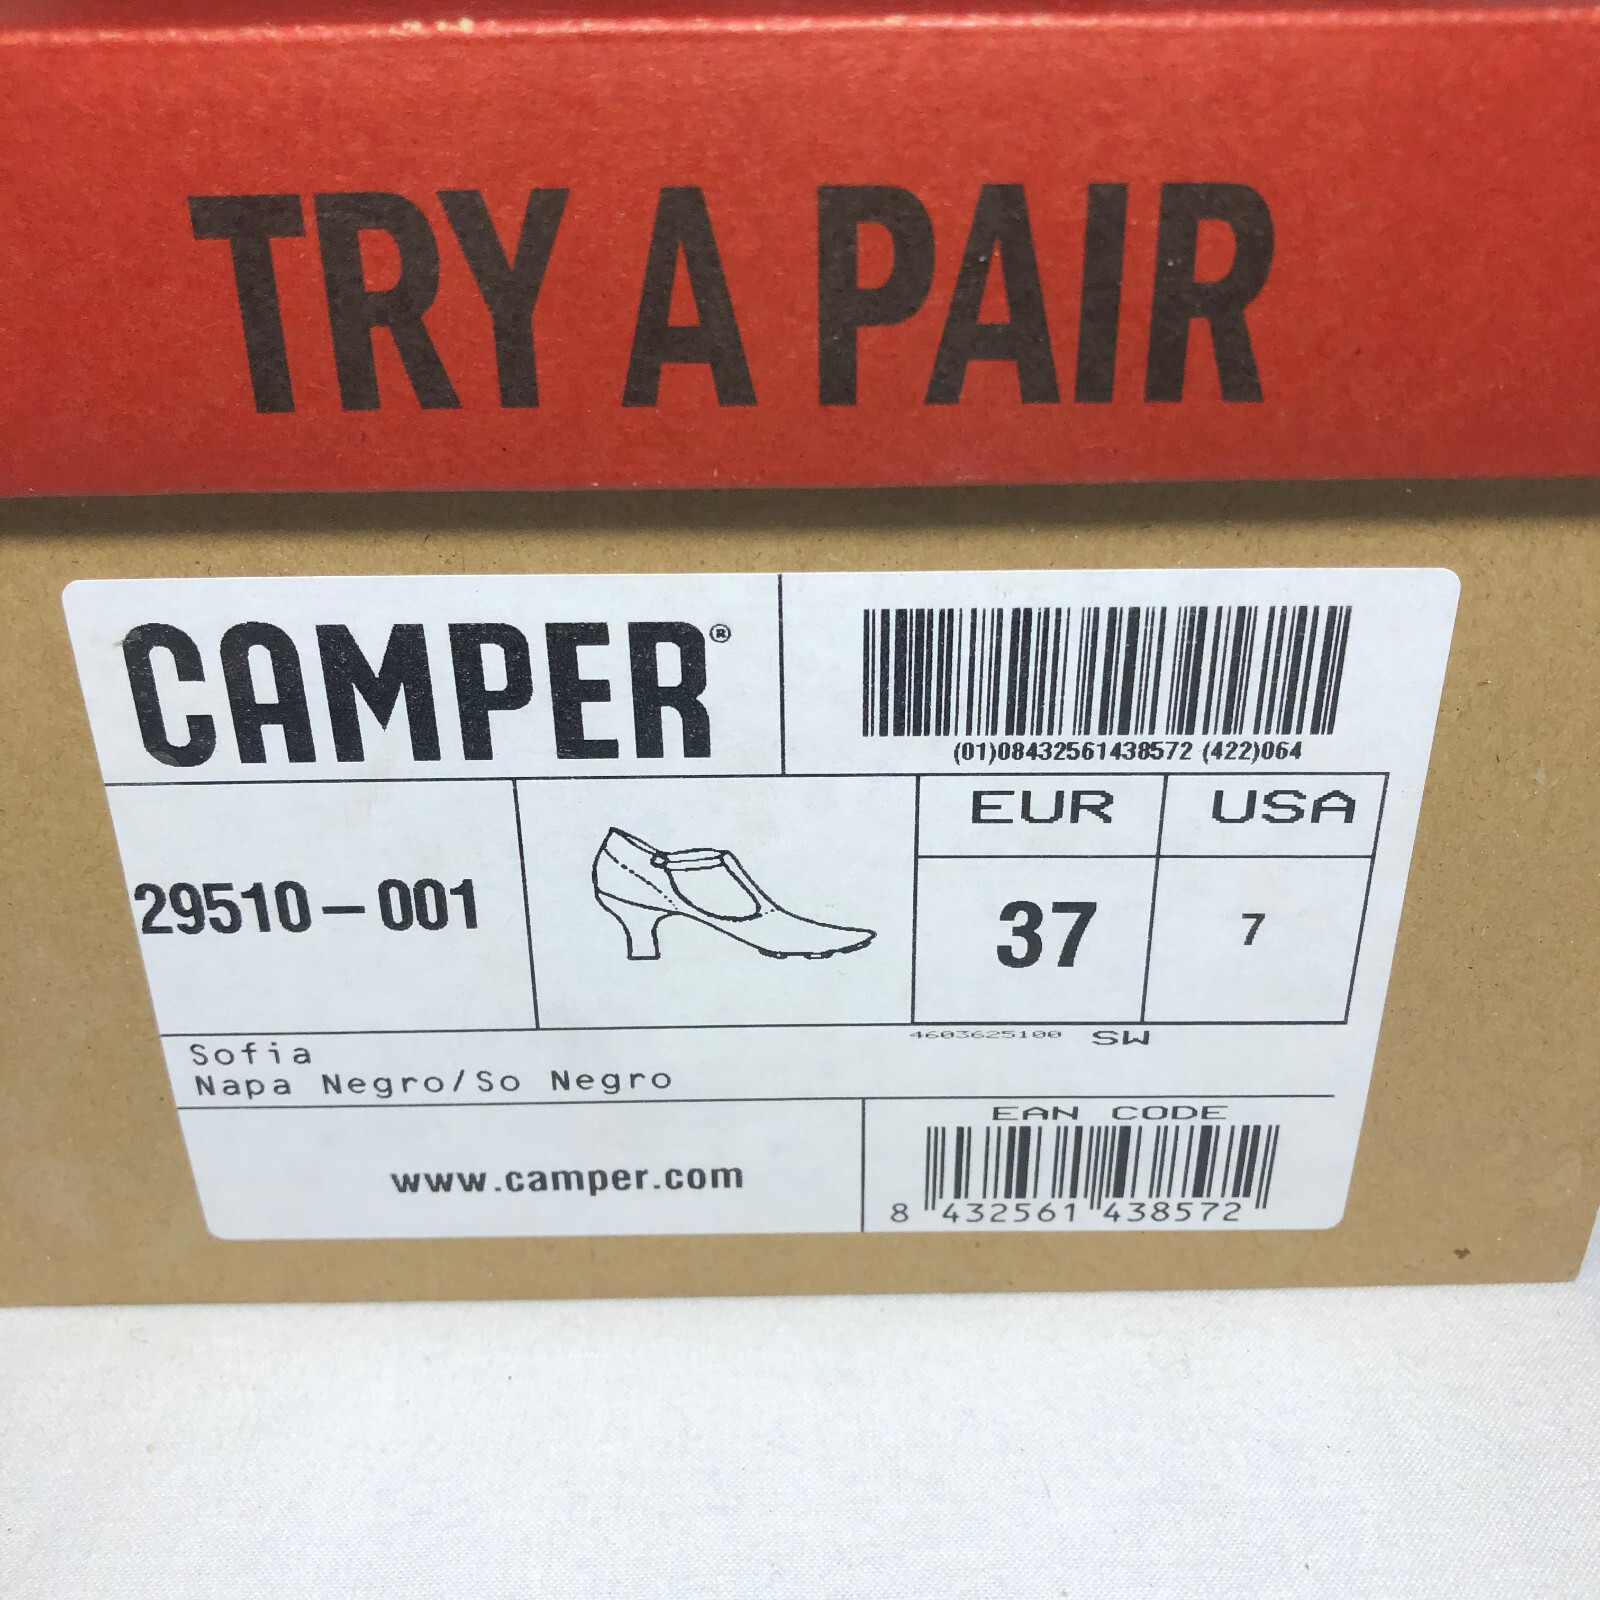 TRY A PAIR
CAMPER®
(01)08432561438572 (422)064
EUR USA
29510-001
37 7
4603625100 SW
Sofia
Napa Negro/So Negro
www.camper.com
EAN CODE
8 432561 438572